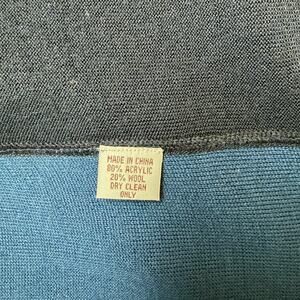 MADE IN CHINA
80% ACRYLIC
20% WOOL
DRY CLEAN
ONLY